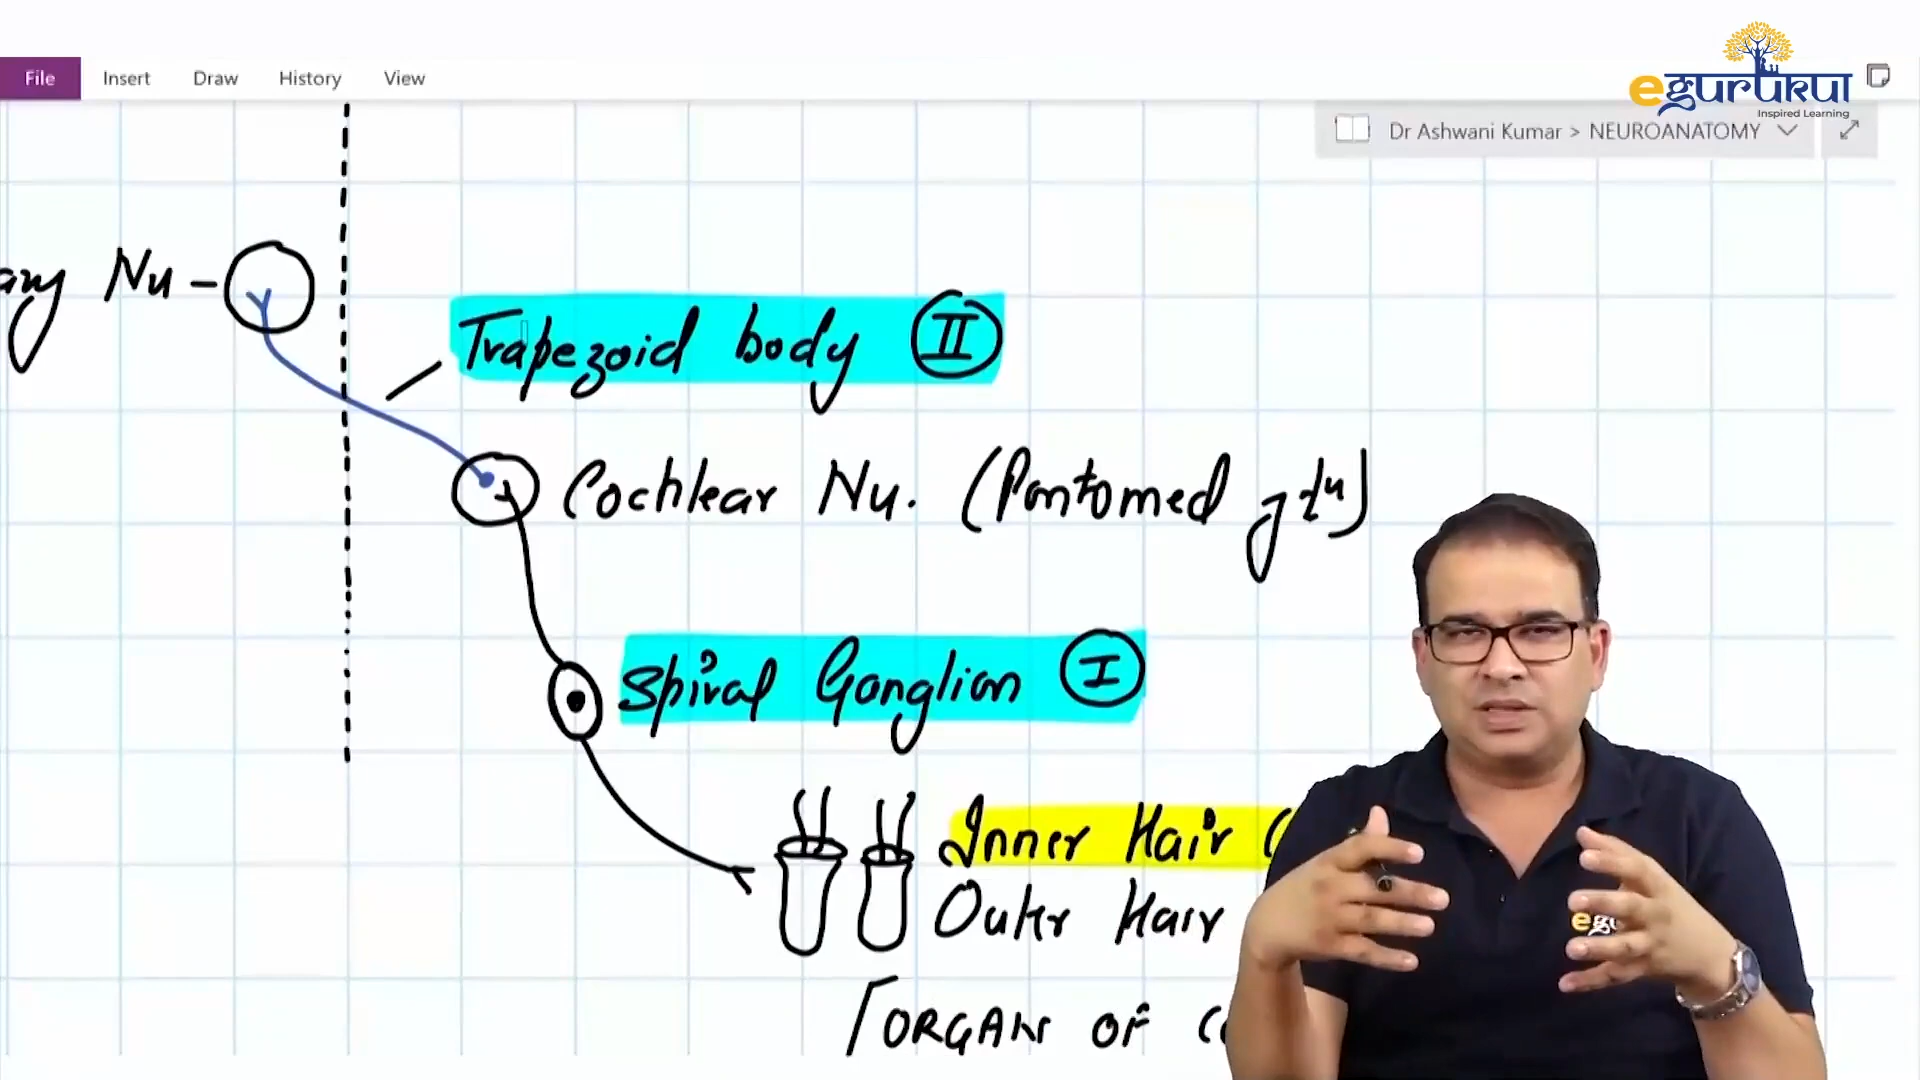 egurukul
Inspired Learning
File Insert Draw History View
Dr Ashwani Kumar > NEUROANATOMY
Nu
Trapezoid body II
Cochlear Nu. (Pontomed
Spiral Ganglion I
Inner Hair
Outer Hair
ORGAN OF